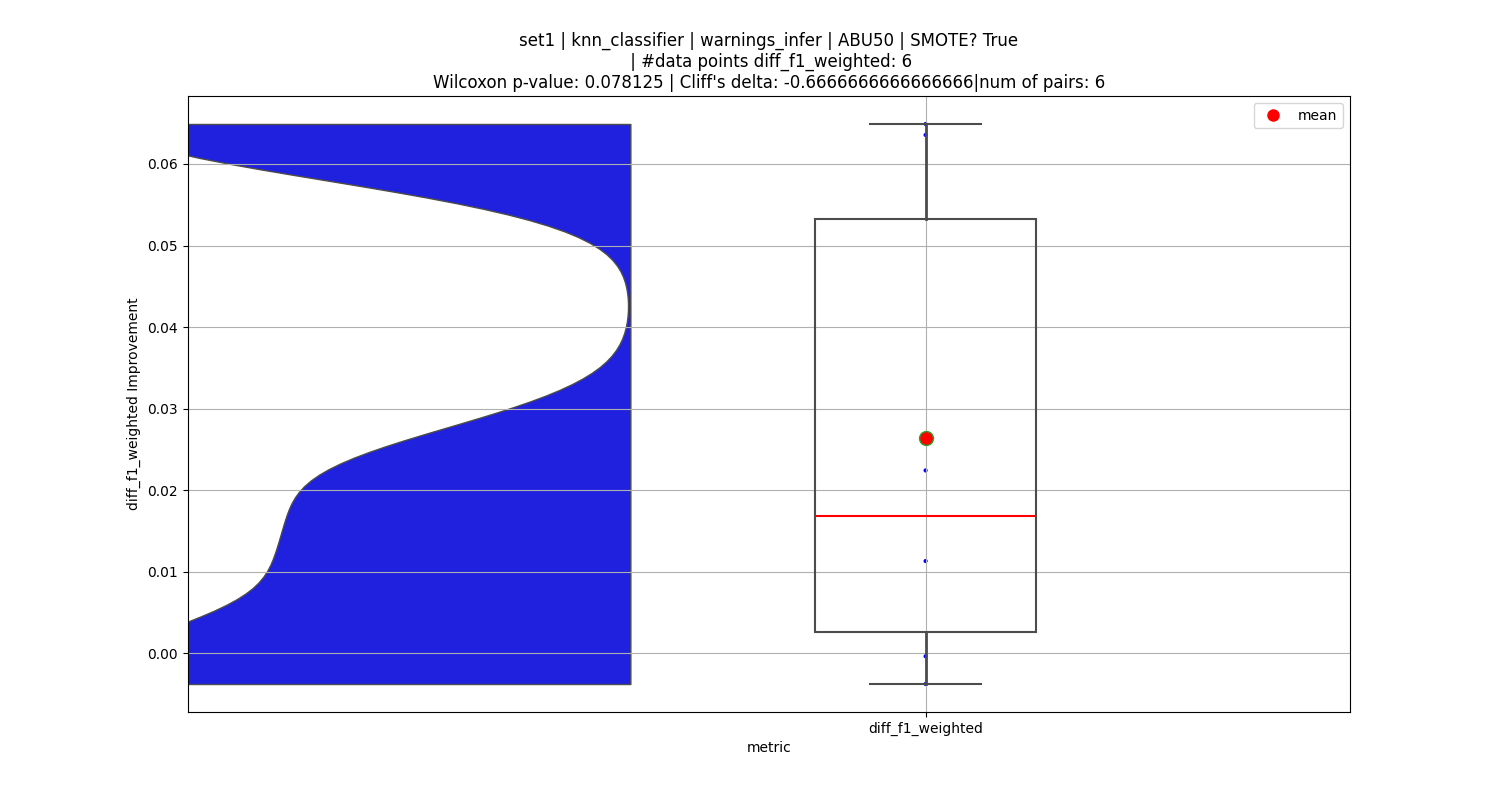 set1 | knn_classifier | warnings_infer | ABU50 | SMOTE? True
| #data points diff_f1_weighted: 6
Wilcoxon p-value: 0.078125 | Cliff's delta: -0.6666666666666666|num of pairs: 6
mean
0.06
0.05
0.04
0.03
0.02
0.01
0.00
diff_f1_weighted Improvement
diff_f1_weighted
metric